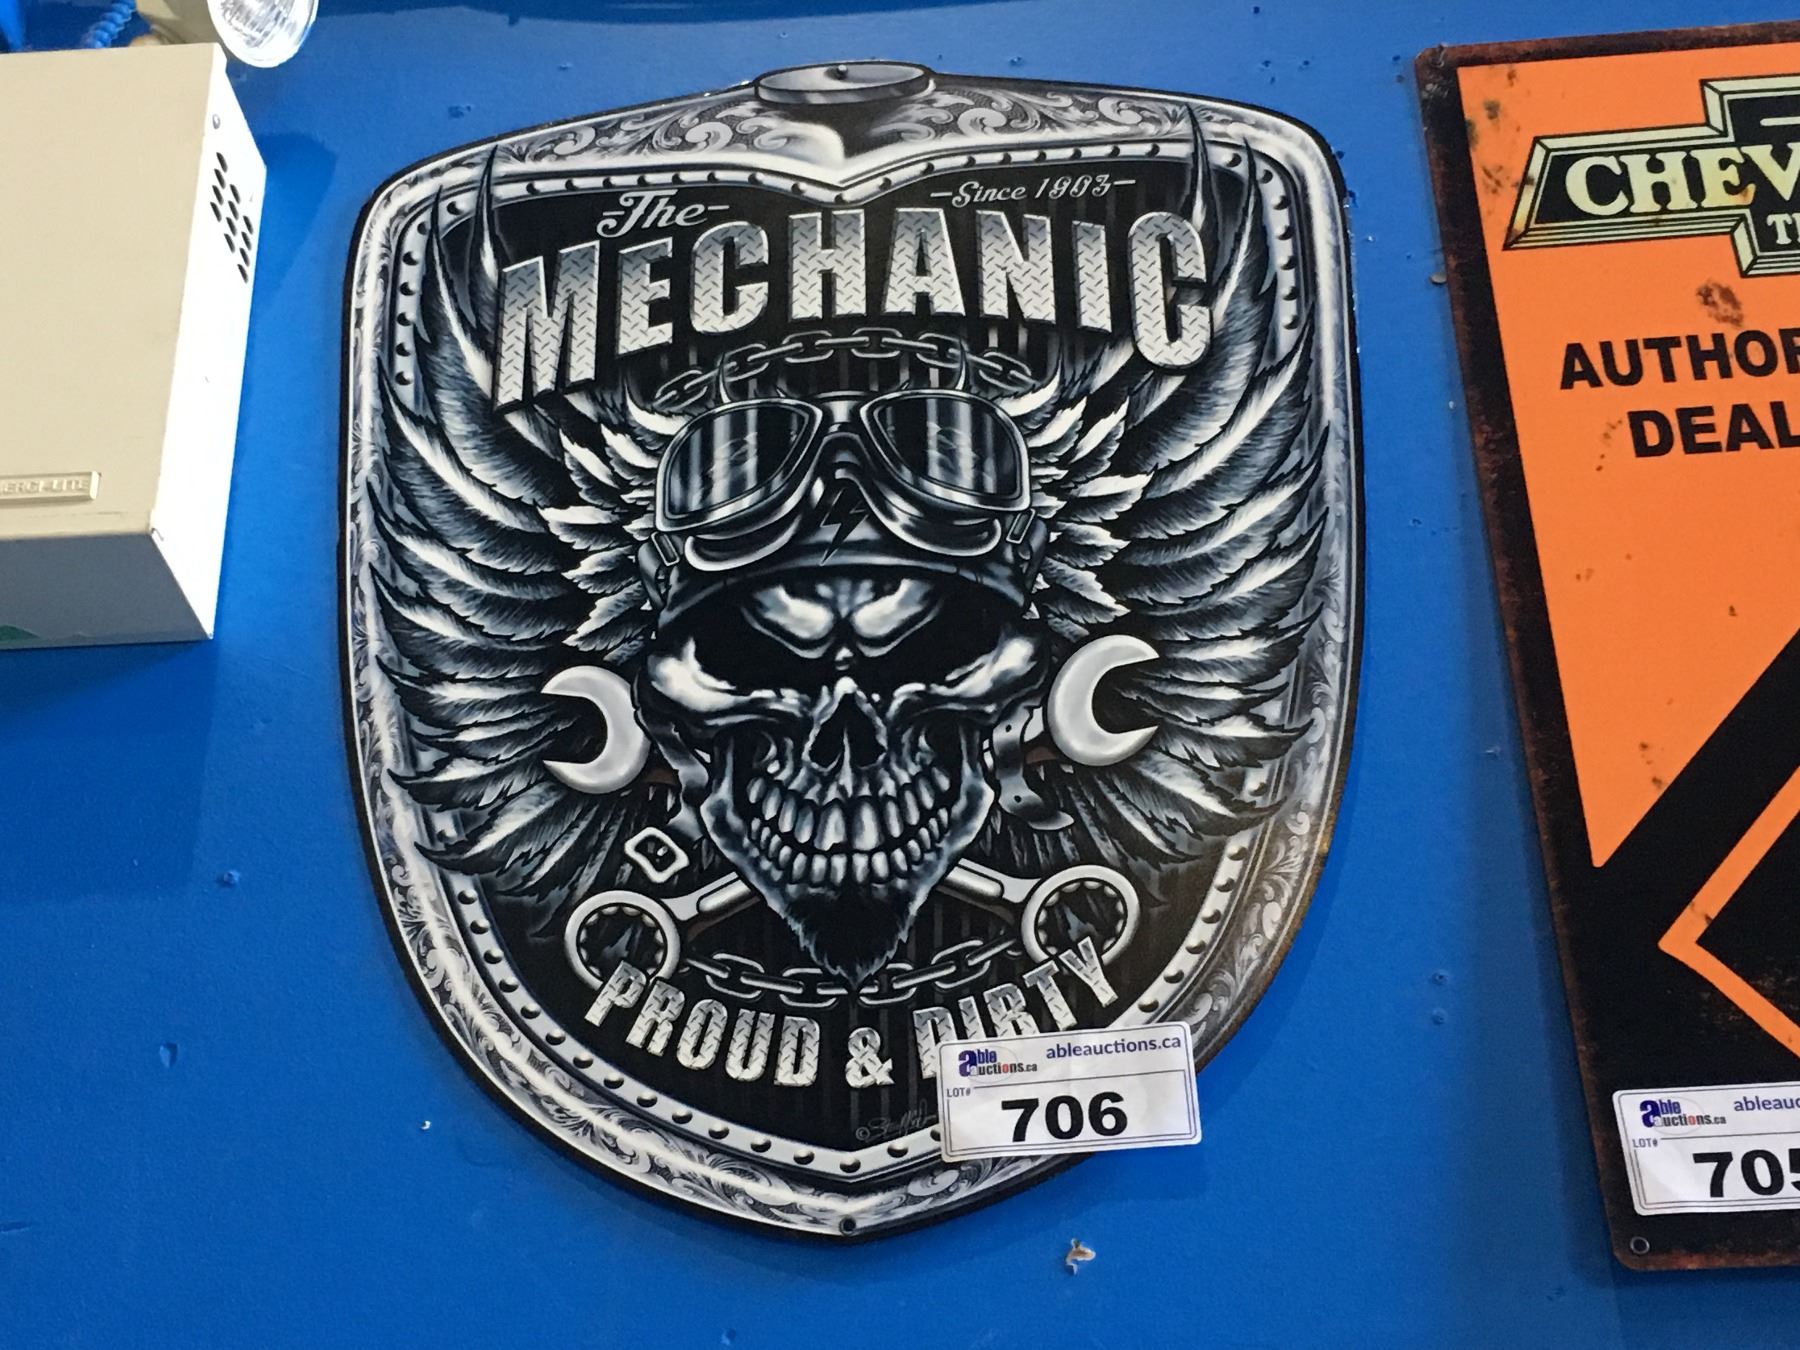 The
Since 1903
MECHANIC
PROUD & DIRTY
able auctions.ca
ableauctions.ca
LOT#
706
CHEV
AUTHOR
DEAL
able auctions.ca
ableauc
LOT#
705